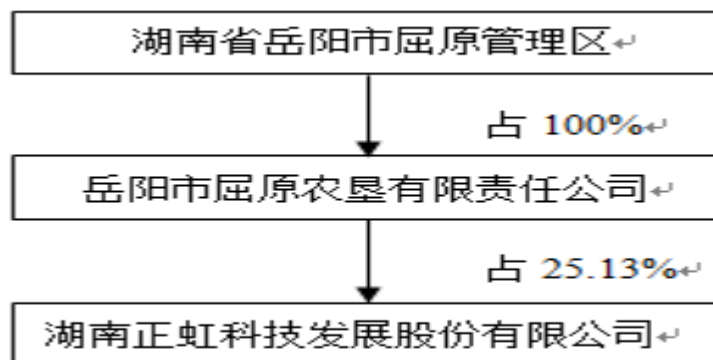 湖南省岳阳市屈原管理区↵
占 100%↵
岳阳市屈原农垦有限责任公司↵
占 25.13%↵
湖南正虹科技发展股份有限公司↵